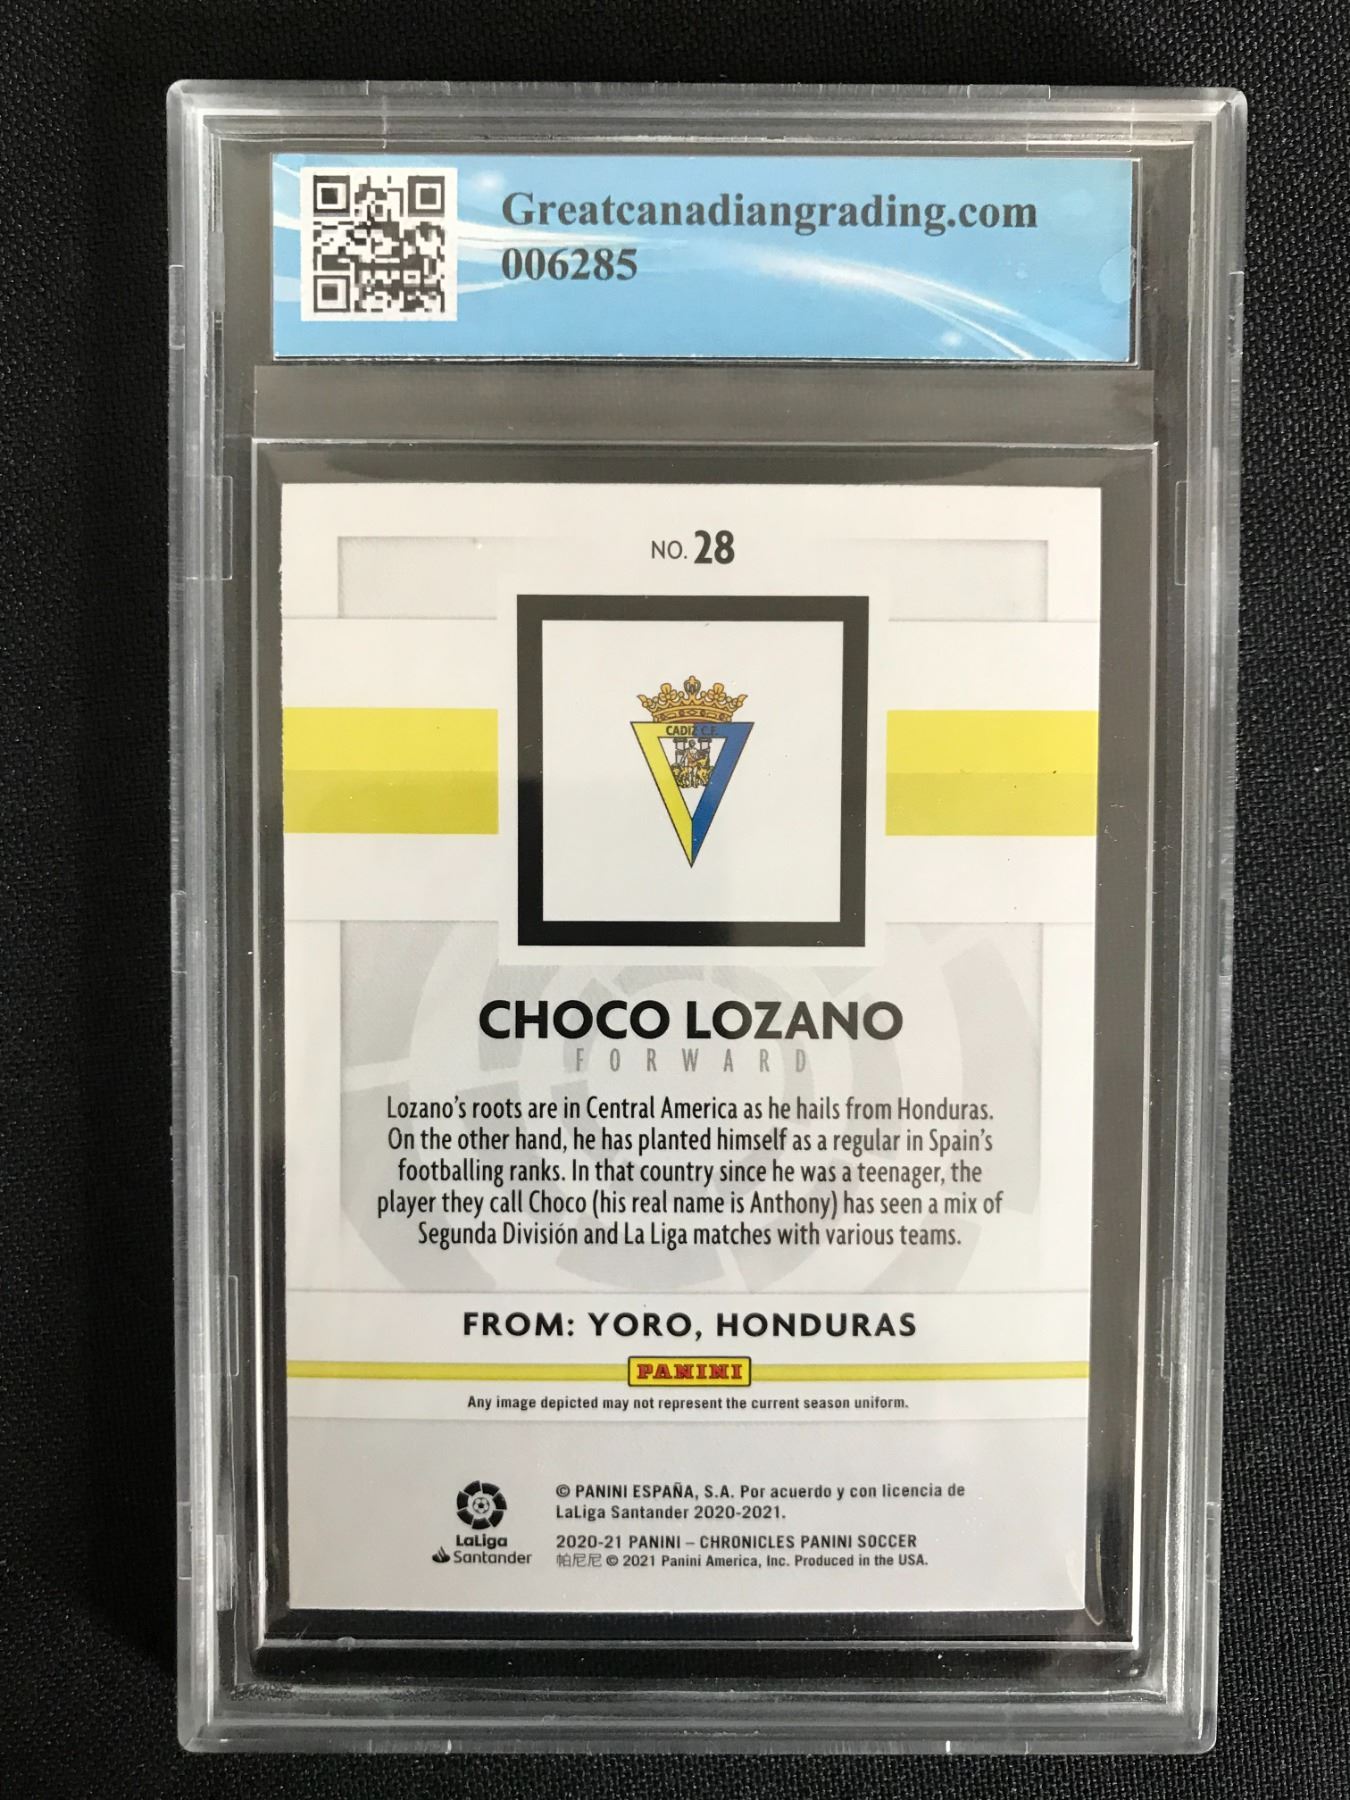 Greatcanadiangrading.com
006285
NO. 28
CADIZ C.F.
CHOCO LOZANO
FORWARD
Lozano's roots are in Central America as he hails from Honduras.
On the other hand, he has planted himself as a regular in Spain's
footballing ranks. In that country since he was a teenager, the
player they call Choco (his real name is Anthony) has seen a mix of
Segunda División and La Liga matches with various teams.
FROM: YORO, HONDURAS
PANINI
Any image depicted may not represent the current season uniform.
© PANINI ESPAÑA, S.A. Por acuerdo y con licencia de
LaLiga Santander 2020-2021.
LaLiga
Santander
2020-21 PANINI – CHRONICLES PANINI SOCCER
帕尼尼 © 2021 Panini America, Inc. Produced in the USA.